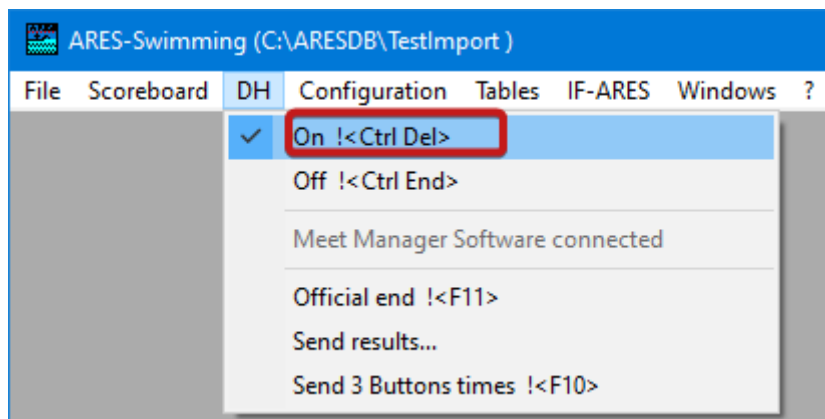 ARES-Swimming (C:\ARESDB\TestImport )
File Scoreboard DH Configuration Tables IF-ARES Windows ?
On !<Ctrl Del>
Off !<Ctrl End>
Meet Manager Software connected
Official end !<F11>
Send results...
Send 3 Buttons times !<F10>